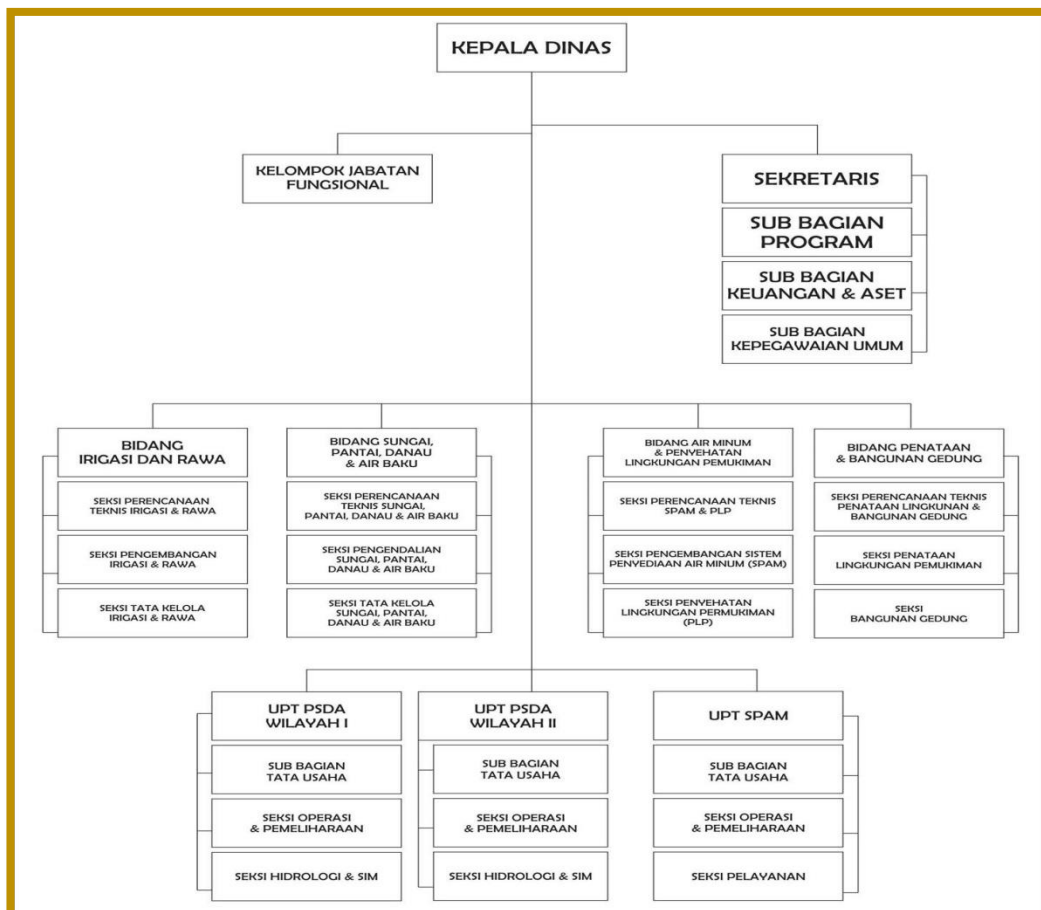 KEPALA DINAS
KELOMPOK JABATAN
FUNGSIONAL
SEKRETARIS
SUB BAGIAN
PROGRAM
SUB BAGIAN
KEUANGAN & ASET
SUB BAGIAN
KEPEGAWAIAN UMUM
BIDANG
IRIGASI DAN RAWA
SEKSI PERENCANAAN
TEKNIS IRIGASI & RAWA
SEKSI PENGEMBANGAN
IRIGASI & RAWA
SEKSI TATA KELOLA
IRIGASI & RAWA
BIDANG SUNGAI,
PANTAI, DANAU
& AIR BAKU
SEKSI PERENCANAAN
TEKNIS SUNGAI,
PANTAI, DANAU & AIR BAKU
SEKSI PENGENDALIAN
SUNGAI, PANTAI,
DANAU & AIR BAKU
SEKSI TATA KELOLA
SUNGAI, PANTAI,
DANAU & AIR BAKU
BIDANG AIR MINUM
& PENYEHATAN
LINGKUNGAN PEMUKIMAN
SEKSI PERENCANAAN TEKNIS
SPAM & PLP
SEKSI PENGEMBANGAN SISTEM
PENYEDIAAN AIR MINUM (SPAM)
SEKSI PENYEHATAN
LINGKUNGAN PERMUKIMAN
(PLP)
BIDANG PENATAAN
& BANGUNAN GEDUNG
SEKSI PERENCANAAN TEKNIS
PENATAAN LINGKUNAN &
BANGUNAN GEDUNG
SEKSI PENATAAN
LINGKUNGAN PEMUKIMAN
SEKSI
BANGUNAN GEDUNG
UPT PSDA
WILAYAH I
SUB BAGIAN
TATA USAHA
SEKSI OPERASI
& PEMELIHARAAN
SEKSI HIDROLOGI & SIM
UPT PSDA
WILAYAH II
SUB BAGIAN
TATA USAHA
SEKSI OPERASI
& PEMELIHARAAN
SEKSI HIDROLOGI & SIM
UPT SPAM
SUB BAGIAN
TATA USAHA
SEKSI OPERASI
& PEMELIHARAAN
SEKSI PELAYANAN